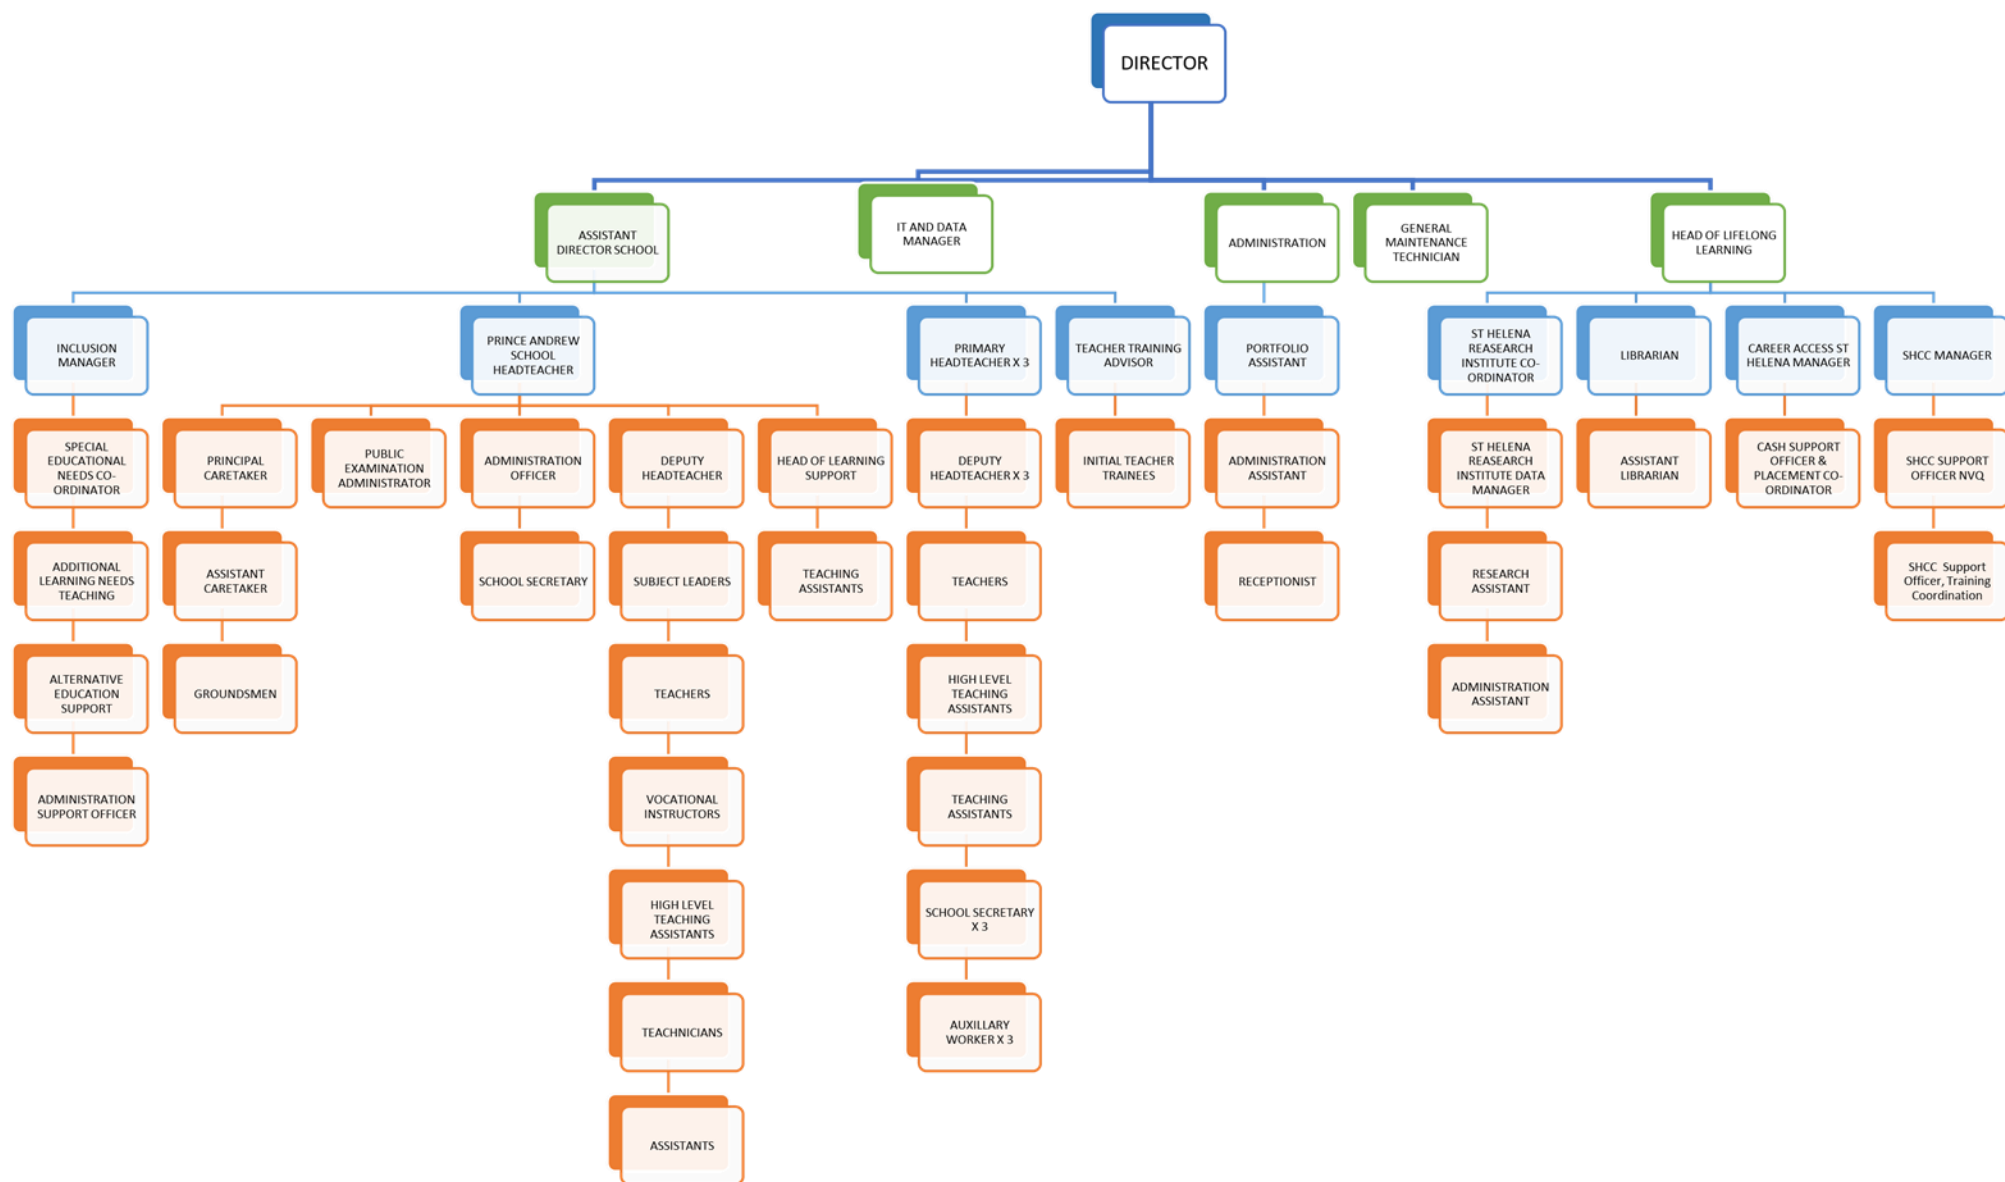 DIRECTOR
ASSISTANT
DIRECTOR SCHOOL
IT AND DATA
MANAGER
ADMINISTRATION
GENERAL
MAINTENANCE
TECHNICIAN
HEAD OF LIFELONG
LEARNING
INCLUSION
MANAGER
PRINCE ANDREW
SCHOOL
HEADTEACHER
PRIMARY
HEADTEACHER X 3
TEACHER TRAINING
ADVISOR
PORTFOLIO
ASSISTANT
ST HELENA
REASEARCH
INSTITUTE CO-
ORDINATOR
LIBRARIAN
CAREER ACCESS ST
HELENA MANAGER
SHCC MANAGER
SPECIAL
EDUCATIONAL
NEEDS CO-
ORDINATOR
PRINCIPAL
CARETAKER
PUBLIC
EXAMINATION
ADMINISTRATOR
ADMINISTRATION
OFFICER
DEPUTY
HEADTEACHER
HEAD OF LEARNING
SUPPORT
DEPUTY
HEADTEACHER X 3
INITIAL TEACHER
TRAINEES
ADMINISTRATION
ASSISTANT
ST HELENA
REASEARCH
INSTITUTE DATA
MANAGER
ASSISTANT
LIBRARIAN
CASH SUPPORT
OFFICER &
PLACEMENT CO-
ORDINATOR
SHCC SUPPORT
OFFICER NVQ
ADDITIONAL
LEARNING NEEDS
TEACHING
ASSISTANT
CARETAKER
SCHOOL SECRETARY
SUBJECT LEADERS
TEACHING
ASSISTANTS
TEACHERS
RECEPTIONIST
RESEARCH
ASSISTANT
SHCC Support
Officer, Training
Coordination
ALTERNATIVE
EDUCATION
SUPPORT
GROUNDSMEN
TEACHERS
HIGH LEVEL
TEACHING
ASSISTANTS
ADMINISTRATION
ASSISTANT
ADMINISTRATION
SUPPORT OFFICER
VOCATIONAL
INSTRUCTORS
TEACHING
ASSISTANTS
HIGH LEVEL
TEACHING
ASSISTANTS
SCHOOL SECRETARY
X 3
TEACHNICIANS
AUXILLARY
WORKER X 3
ASSISTANTS